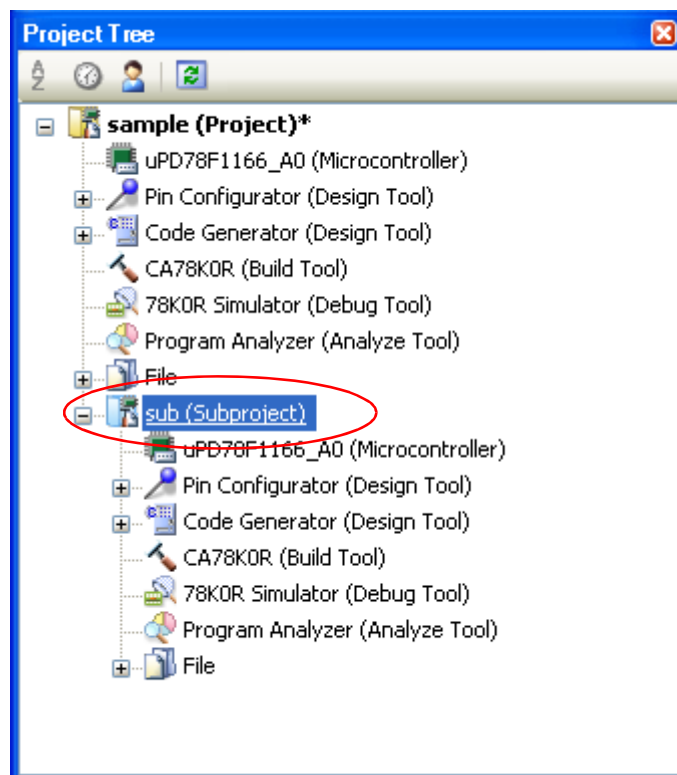 Project Tree
sample (Project)*
uPD78F1166_A0 (Microcontroller)
Pin Configurator (Design Tool)
Code Generator (Design Tool)
CA78K0R (Build Tool)
78K0R Simulator (Debug Tool)
Program Analyzer (Analyze Tool)
File
sub (Subproject)
uPD78F1166_A0 (Microcontroller)
Pin Configurator (Design Tool)
Code Generator (Design Tool)
CA78K0R (Build Tool)
78K0R Simulator (Debug Tool)
Program Analyzer (Analyze Tool)
File